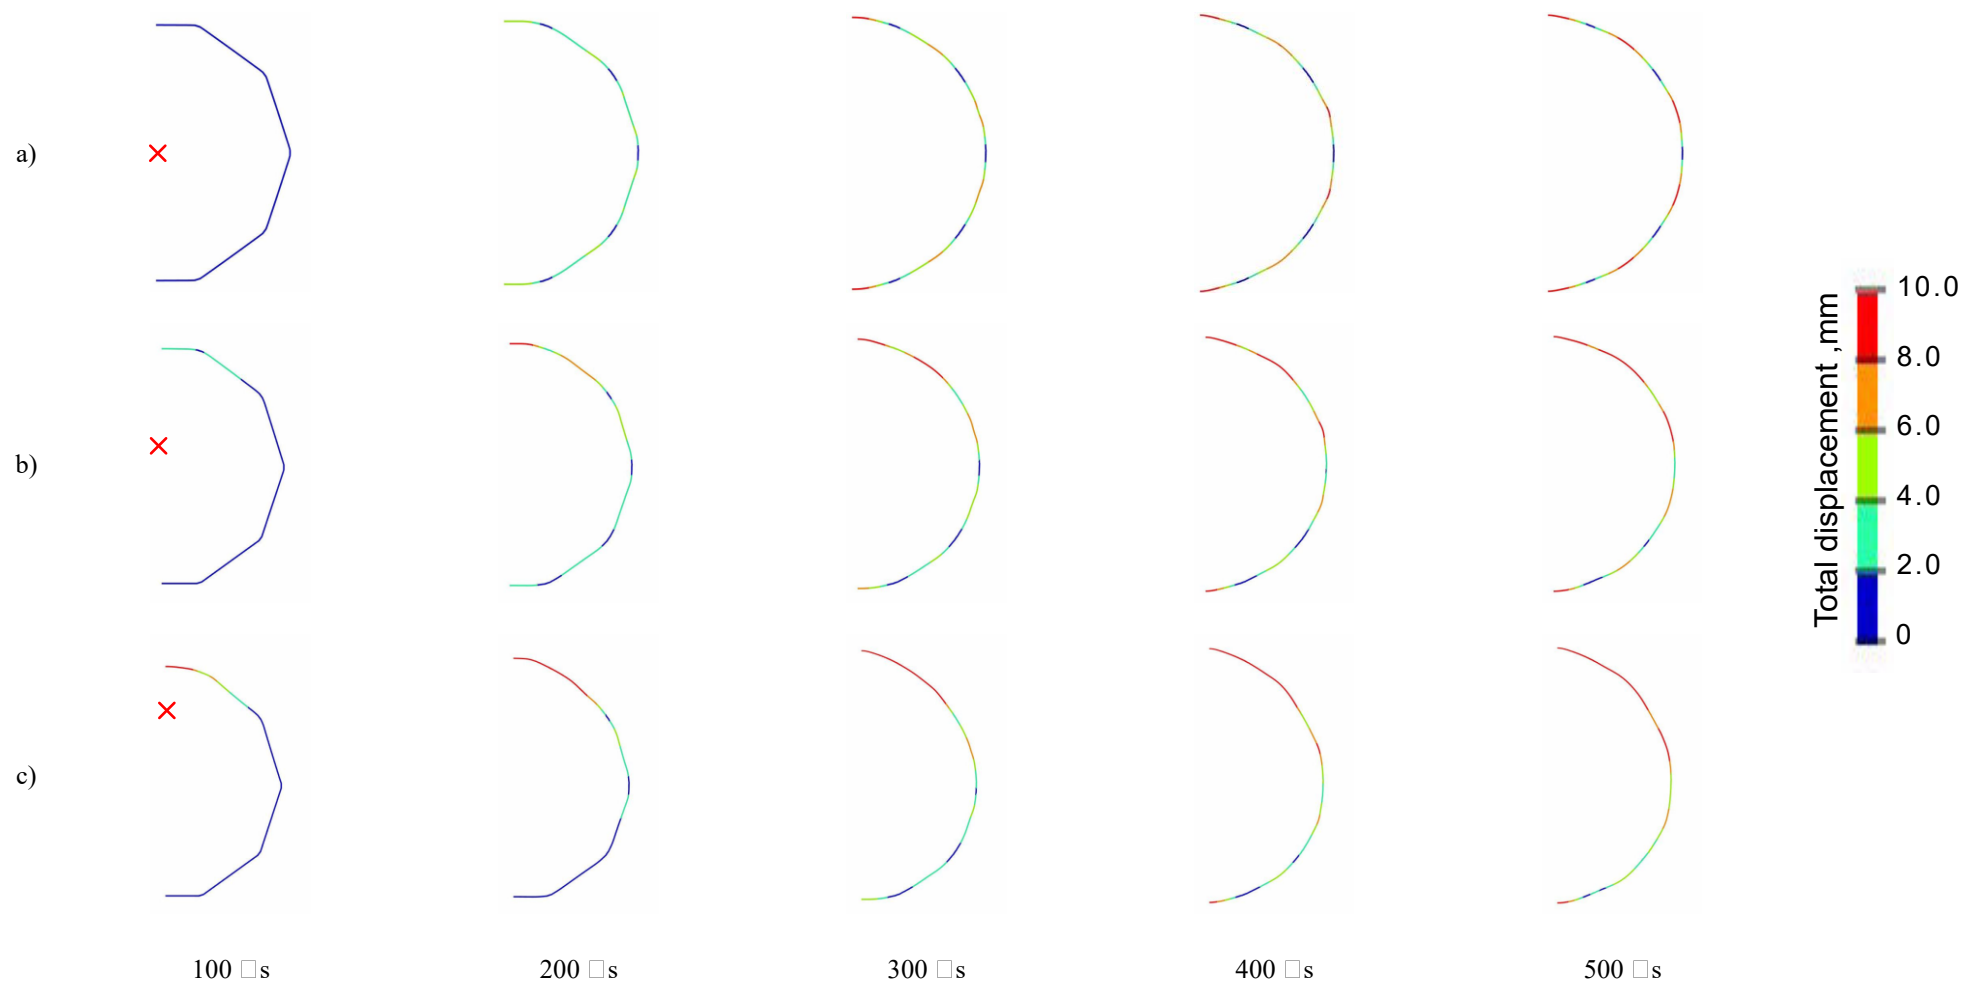 a)
b)
c)
100 □s
200 □s
300 □s
400 □s
500 □s
Total displacement ,mm
10.0
8.0
6.0
4.0
2.0
0